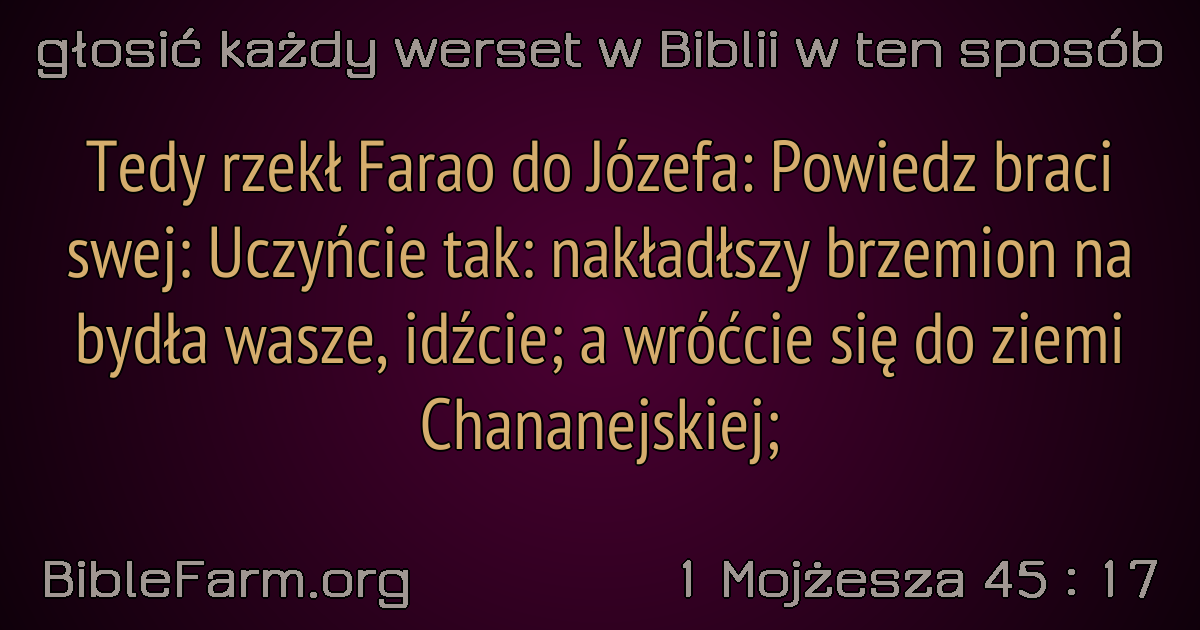 głosić każdy werset w Biblii w ten sposób
Tedy rzekł Farao do Józefa: Powiedz braci
swej: Uczyńcie tak: nakładłszy brzemion na
bydła wasze, idźcie; a wróćcie się do ziemi
Chananejskiej;
BibleFarm.org
1 Mojżesza 45 : 17